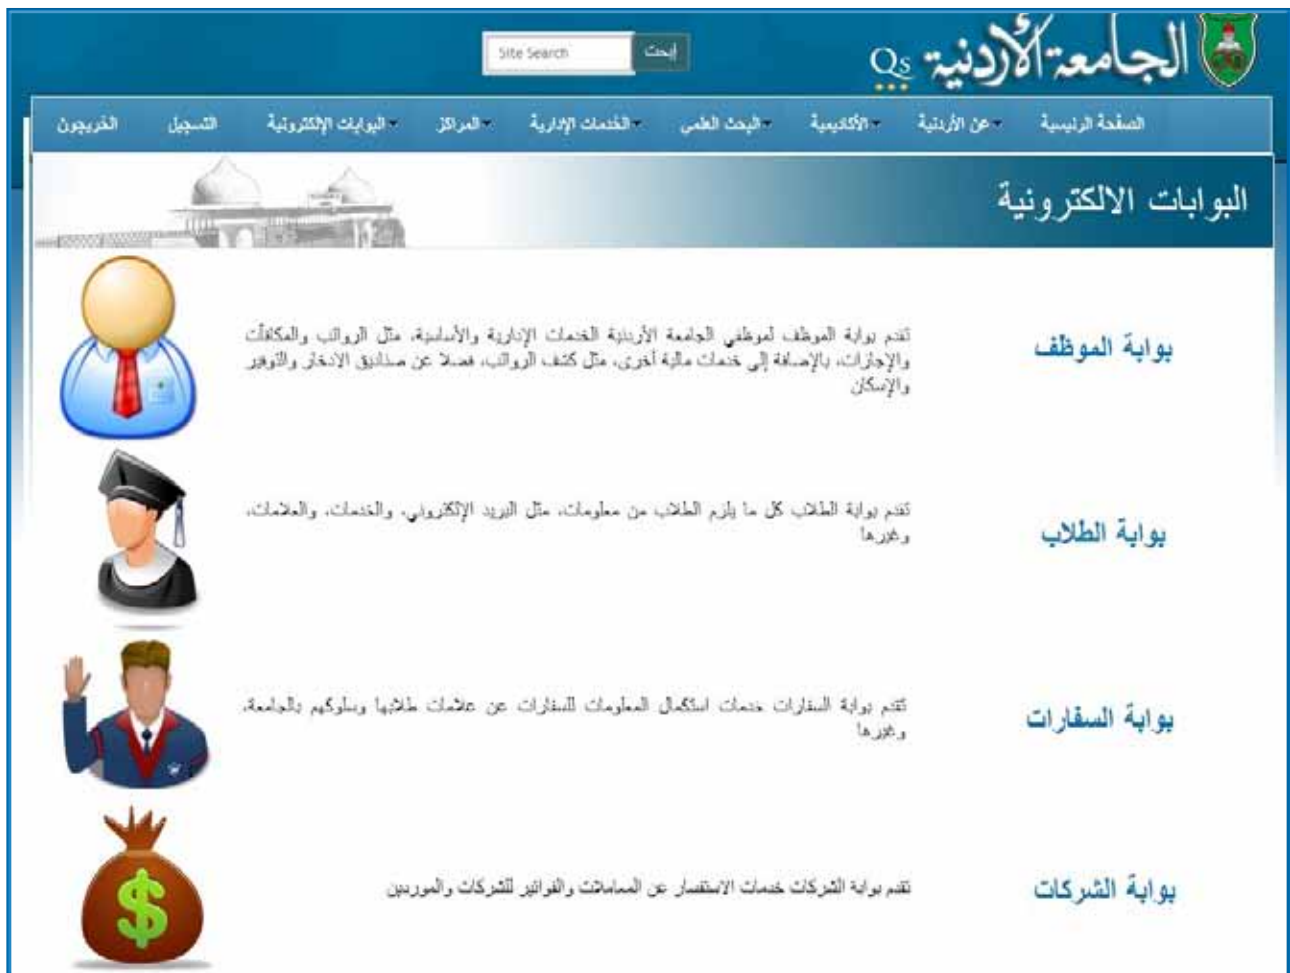 الجامعة الأردنية Qs
Site Search إبحث
الصفحة الرئيسية عن الأردنية الأكاديمية البحث العلمي الخدمات الإدارية المراكز البوابات الإلكترونية التسجيل الخريجون
البوابات الالكترونية
بوابة الموظف
تقدم بوابة الموظف لموظفي الجامعة الأردنية الخدمات الإدارية والأساسية، مثل الرواتب والمكافآت
والإجازات، بالإضافة إلى خدمات مالية أخرى، مثل كشف الرواتب، فضلا عن صناديق الادخار والتوفير
والإسكان
بوابة الطلاب
تقدم بوابة الطلاب كل ما يلزم الطلاب من معلومات، مثل البريد الإلكتروني، والخدمات، والعلامات،
وغيرها
بوابة السفارات
تقدم بوابة السفارات خدمات استكمال المعلومات للسفارات عن علامات طلابها وسلوكهم بالجامعة،
وغيرها
بوابة الشركات
تقدم بوابة الشركات خدمات الاستفسار عن المعاملات والفواتير للشركات والموردين
$